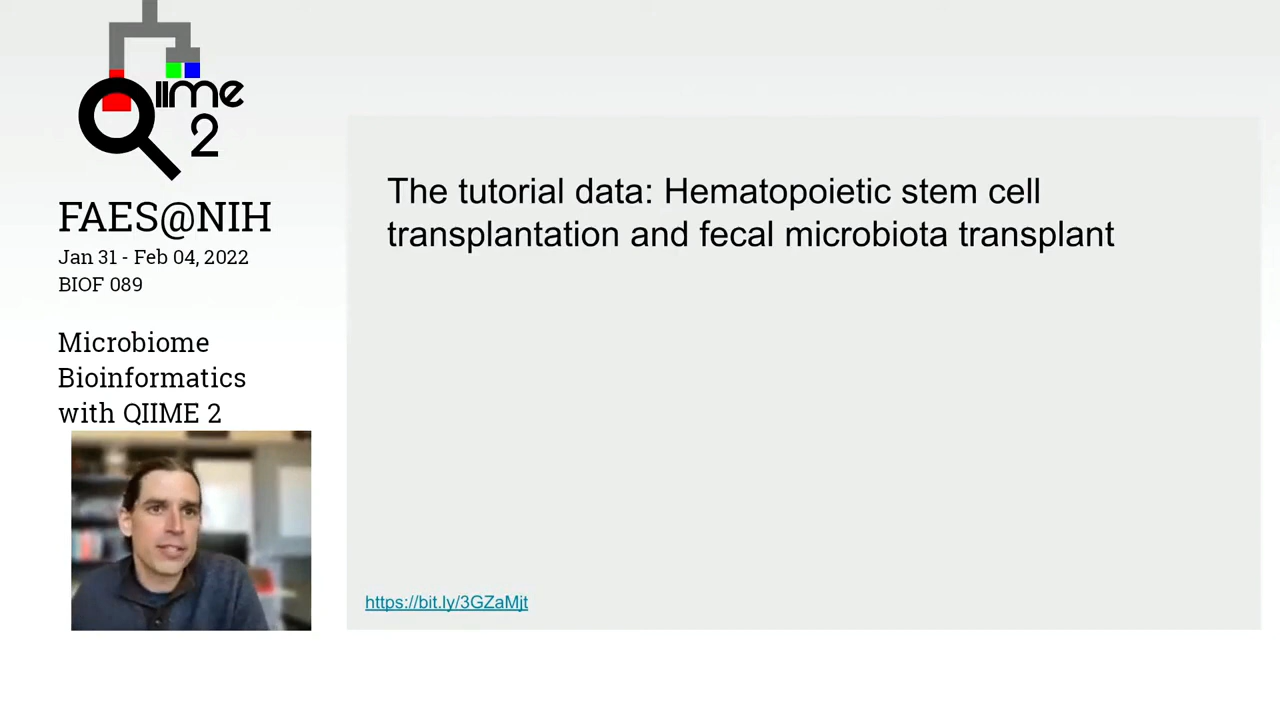 QIIME
2
FAES@NIH
Jan 31 - Feb 04, 2022
BIOF 089
Microbiome
Bioinformatics
with QIIME 2
The tutorial data: Hematopoietic stem cell
transplantation and fecal microbiota transplant
https://bit.ly/3GZaMjt